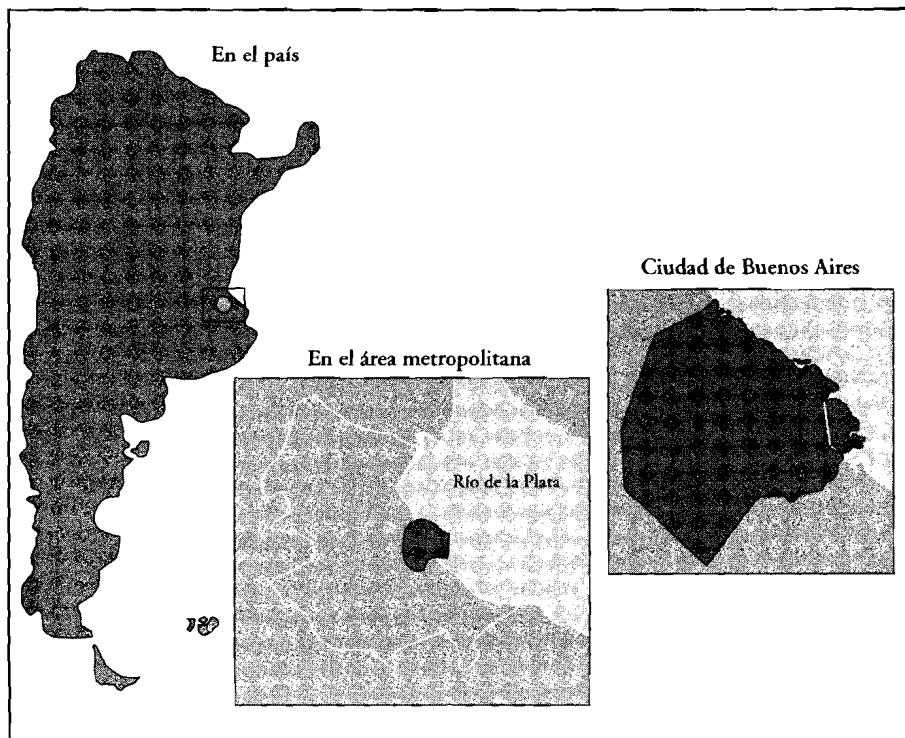 En el país
Ciudad de Buenos Aires
En el área metropolitana
Río de la Plata